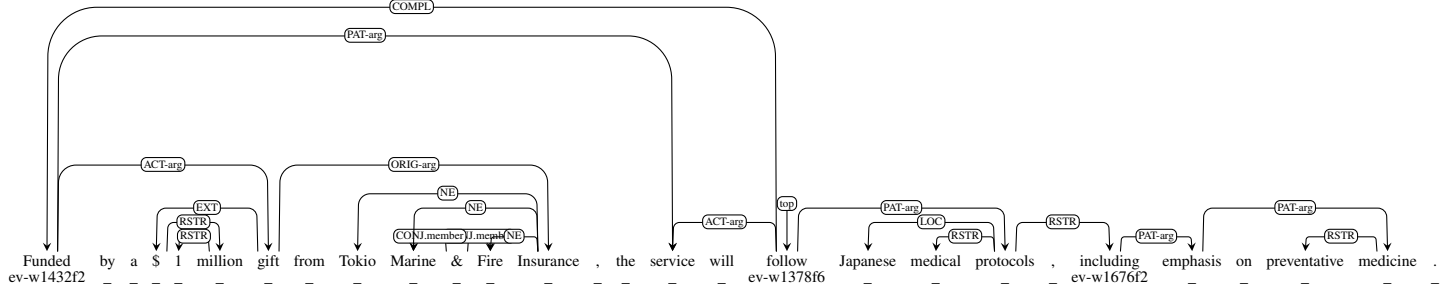 COMPL
PAT-arg
ACT-arg ORIG-arg
NE
top
EXT NE PAT-arg PAT-arg
RSTR ACT-arg LOC RSTR
RSTR CONJ.member NE RSTR PAT-arg RSTR
Funded by a $ 1 million gift from Tokio Marine & Fire Insurance , the service will follow Japanese medical protocols , including emphasis on preventative medicine .
ev-w1432f2 _ _ _ _ _ _ _ _ _ _ _ _ _ _ _ _ ev-w1378f6 _ _ _ _ ev-w1676f2 _ _ _ _ _